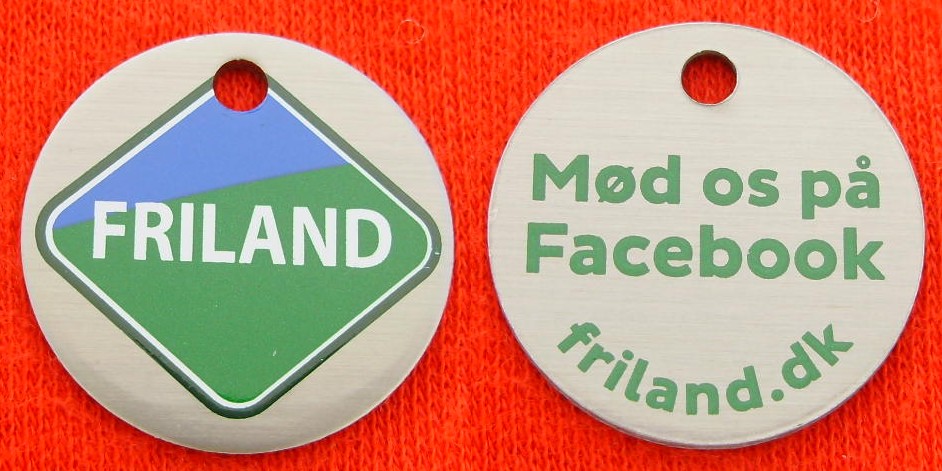 FRILAND
Mød os på
Facebook
friland.dk